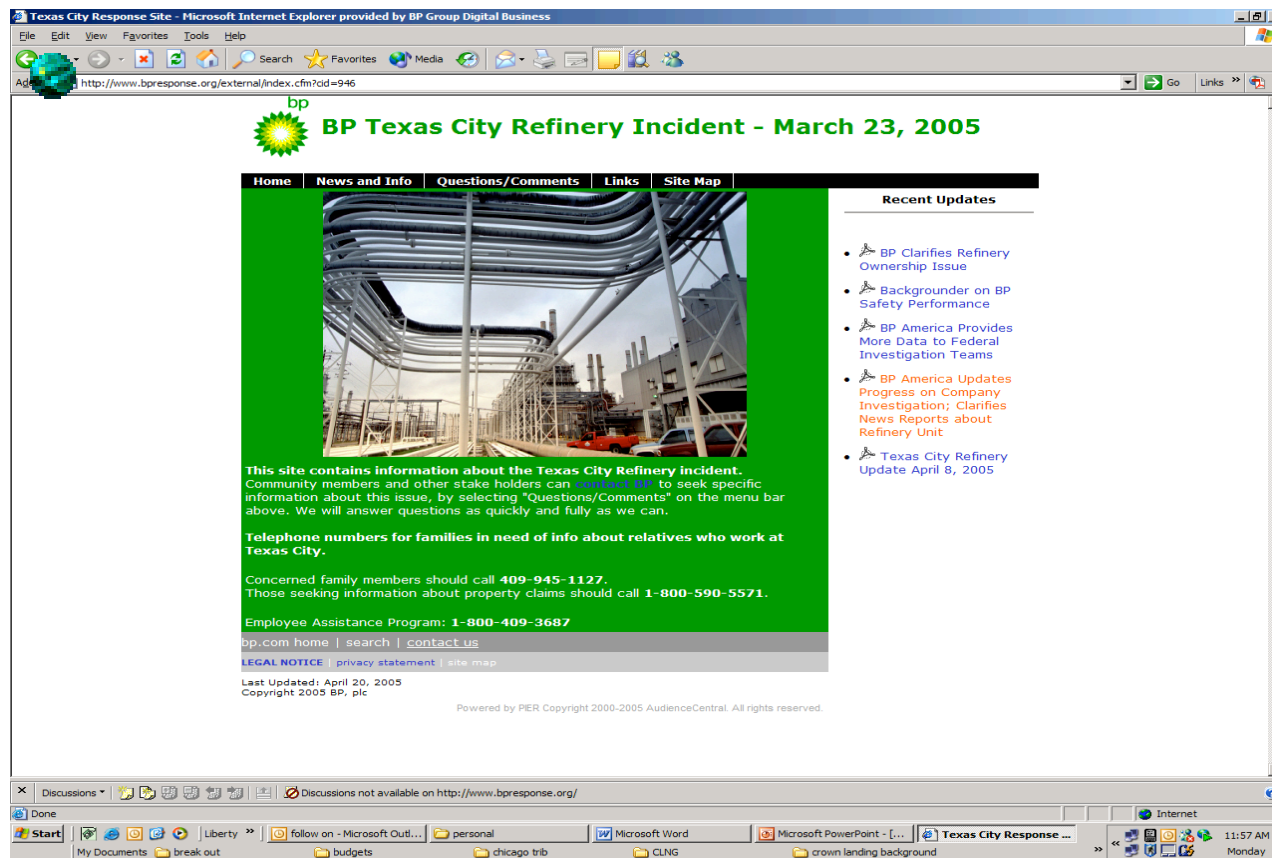 Texas City Response Site - Microsoft Internet Explorer provided by BP Group Digital Business
File Edit View Favorites Tools Help
Search Favorites Media
http://www.bpresponse.org/external/index.cfm?cid=946 Go Links »
bp
BP Texas City Refinery Incident - March 23, 2005
Home News and Info Questions/Comments Links Site Map
This site contains information about the Texas City Refinery incident.
Community members and other stake holders can contact BP to seek specific
information about this issue, by selecting "Questions/Comments" on the menu bar
above. We will answer questions as quickly and fully as we can.
Telephone numbers for families in need of info about relatives who work at
Texas City.
Concerned family members should call 409-945-1127.
Those seeking information about property claims should call 1-800-590-5571.
Employee Assistance Program: 1-800-409-3687
bp.com home | search | contact us
LEGAL NOTICE | privacy statement | site map
Last Updated: April 20, 2005
Copyright 2005 BP, plc
Powered by PIER Copyright 2000-2005 AudienceCentral. All rights reserved.
Recent Updates
BP Clarifies Refinery
Ownership Issue
Backgrounder on BP
Safety Performance
BP America Provides
More Data to Federal
Investigation Teams
BP America Updates
Progress on Company
Investigation; Clarifies
News Reports about
Refinery Unit
Texas City Refinery
Update April 8, 2005
Discussions Discussions not available on http://www.bpresponse.org/
Done Internet
Start Liberty » follow on - Microsoft Outl... personal Microsoft Word Microsoft PowerPoint - [... Texas City Response ... « 11:57 AM
My Documents break out budgets chicago trib CLNG crown landing background » Monday